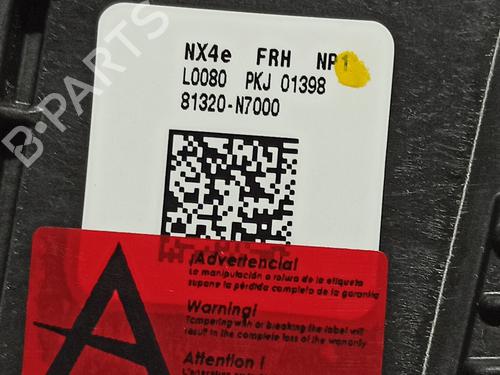 NX4e FRH NP1
L0080 PKJ 01398
81320-N7000
B-PARTS
¡Advertencia!
La manipulación o rotura de la etiqueta
supone la pérdida completa de la garantía
Warning!
Tampering with or breaking the label will
result in the complete loss of the warranty
Attention !